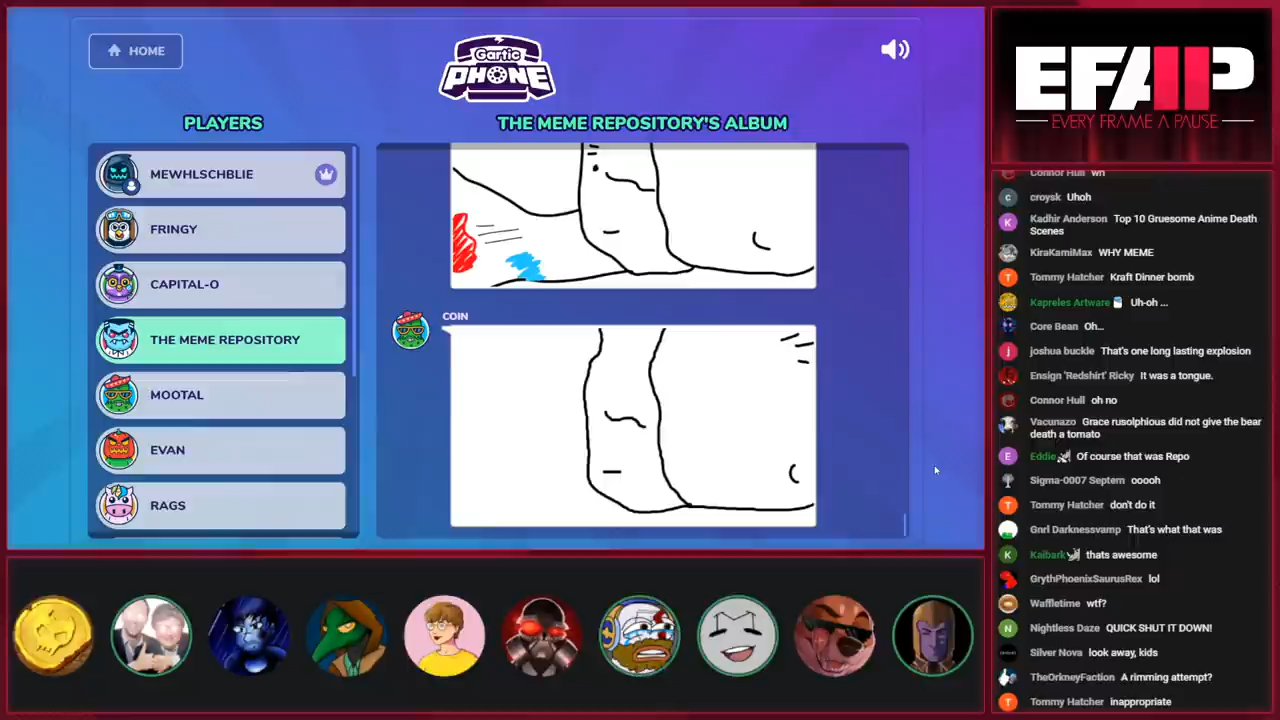 HOME
Gartic
PHONE
PLAYERS
THE MEME REPOSITORY'S ALBUM
MEWHLSCHBLIE
FRINGY
CAPITAL-O
THE MEME REPOSITORY
MOOTAL
EVAN
RAGS
COIN
EFAP
EVERY FRAME A PAUSE
Connor Hull wn
croysk Uhoh
Kadhir Anderson Top 10 Gruesome Anime Death
Scenes
KiraKamiMax WHY MEME
Tommy Hatcher Kraft Dinner bomb
Kapreles Artware Uh-oh ...
Core Bean Oh...
joshua buckle That's one long lasting explosion
Ensign 'Redshirt' Ricky It was a tongue.
Connor Hull oh no
Vacunazo Grace rusolphious did not give the bear
death a tomato
Eddie Of course that was Repo
Sigma-0007 Septem ooooh
Tommy Hatcher don't do it
Gnrl Darknessvamp That's what that was
Kaibark thats awesome
GrythPhoenixSaurusRex lol
Waffletime wtf?
Nightless Daze QUICK SHUT IT DOWN!
Silver Nova look away, kids
TheOrkneyFaction A rimming attempt?
Tommy Hatcher inappropriate